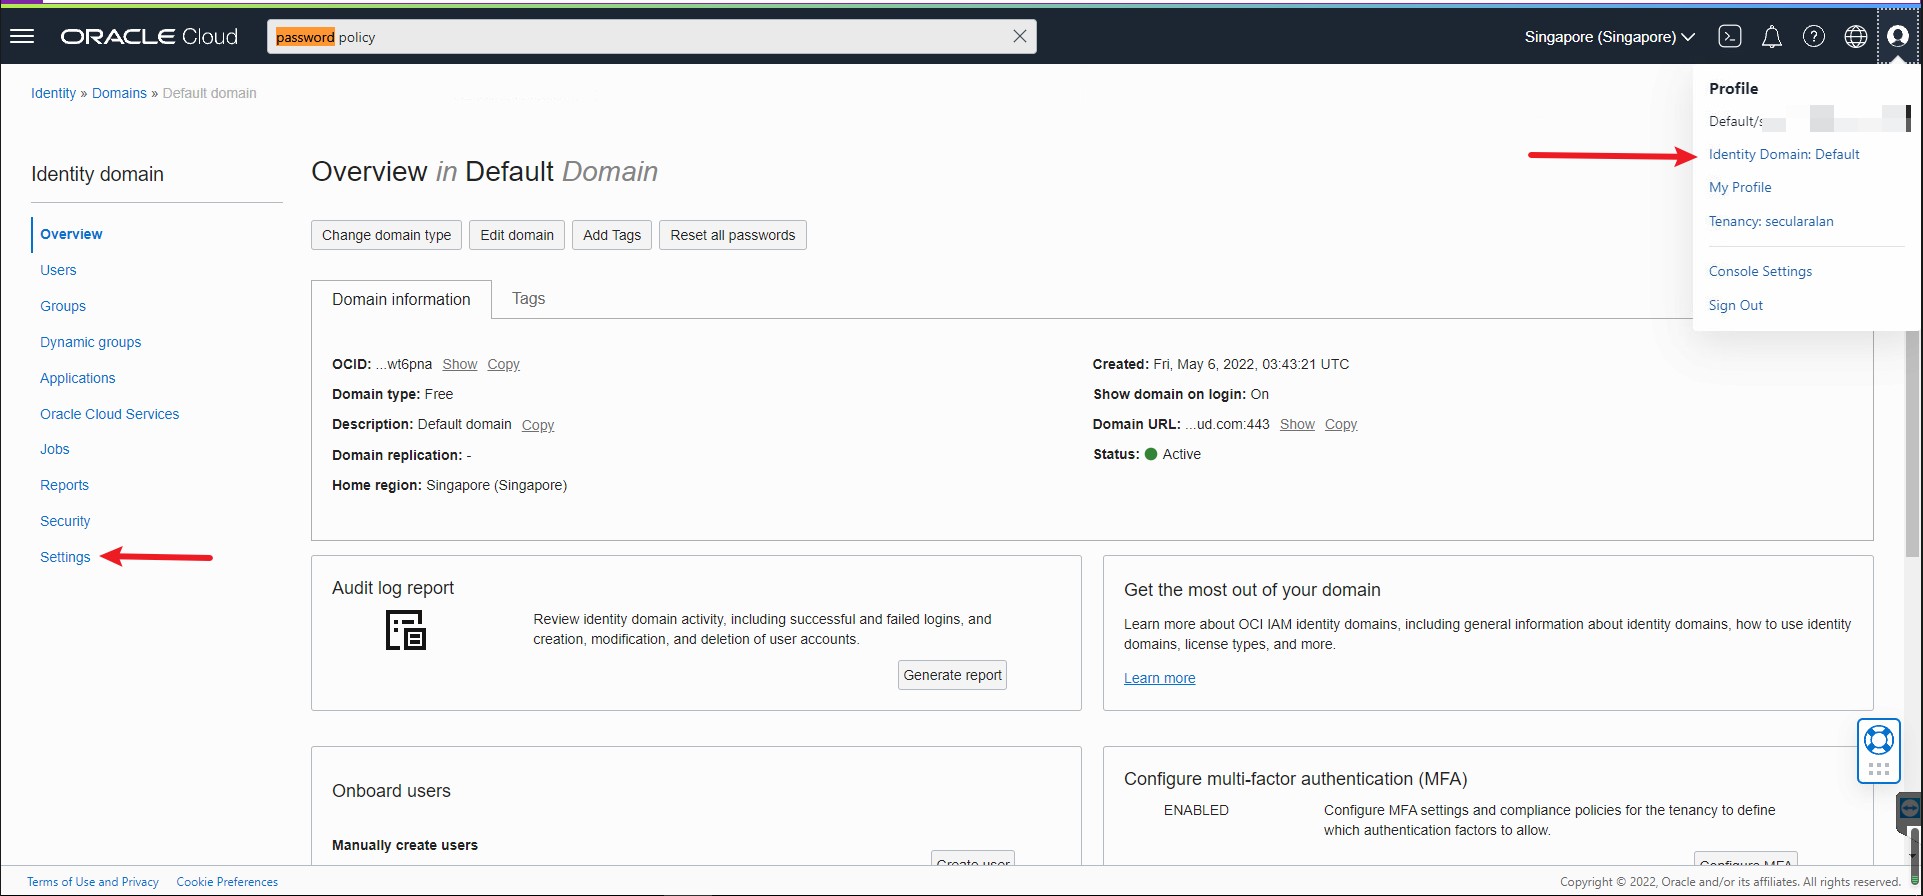 ORACLE Cloud
password policy
Singapore (Singapore)
Identity » Domains » Default domain
Profile
Default/s
Identity Domain: Default
My Profile
Tenancy: secularalan
Console Settings
Sign Out
Identity domain
Overview
Users
Groups
Dynamic groups
Applications
Oracle Cloud Services
Jobs
Reports
Security
Settings
Overview in Default Domain
Change domain type
Edit domain
Add Tags
Reset all passwords
Domain information
Tags
OCID: ...wt6pna Show Copy
Domain type: Free
Description: Default domain Copy
Domain replication: -
Home region: Singapore (Singapore)
Created: Fri, May 6, 2022, 03:43:21 UTC
Show domain on login: On
Domain URL: ...ud.com:443 Show Copy
Status: Active
Audit log report
Review identity domain activity, including successful and failed logins, and
creation, modification, and deletion of user accounts.
Generate report
Get the most out of your domain
Learn more about OCI IAM identity domains, including general information about identity domains, how to use identity
domains, license types, and more.
Learn more
Onboard users
Manually create users
Create user
Configure multi-factor authentication (MFA)
ENABLED
Configure MFA settings and compliance policies for the tenancy to define
which authentication factors to allow.
Configure MFA
Terms of Use and Privacy
Cookie Preferences
Copyright © 2022, Oracle and/or its affiliates. All rights reserved.